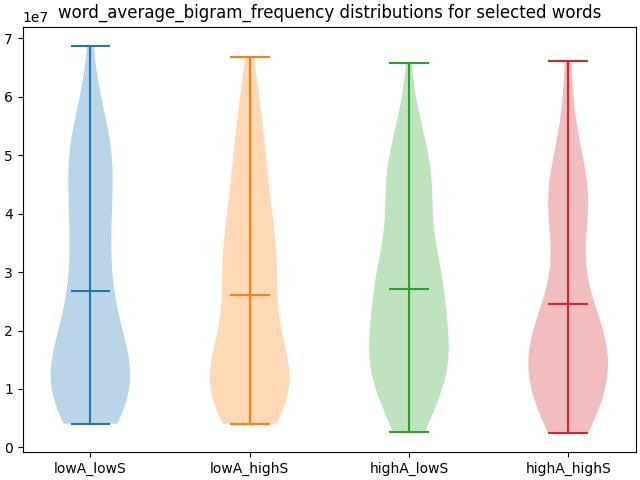 word_average_bigram_frequency distributions for selected words
1e7
7
6
5
4
3
2
1
0
lowA_lowS lowA_highS highA_lowS highA_highS